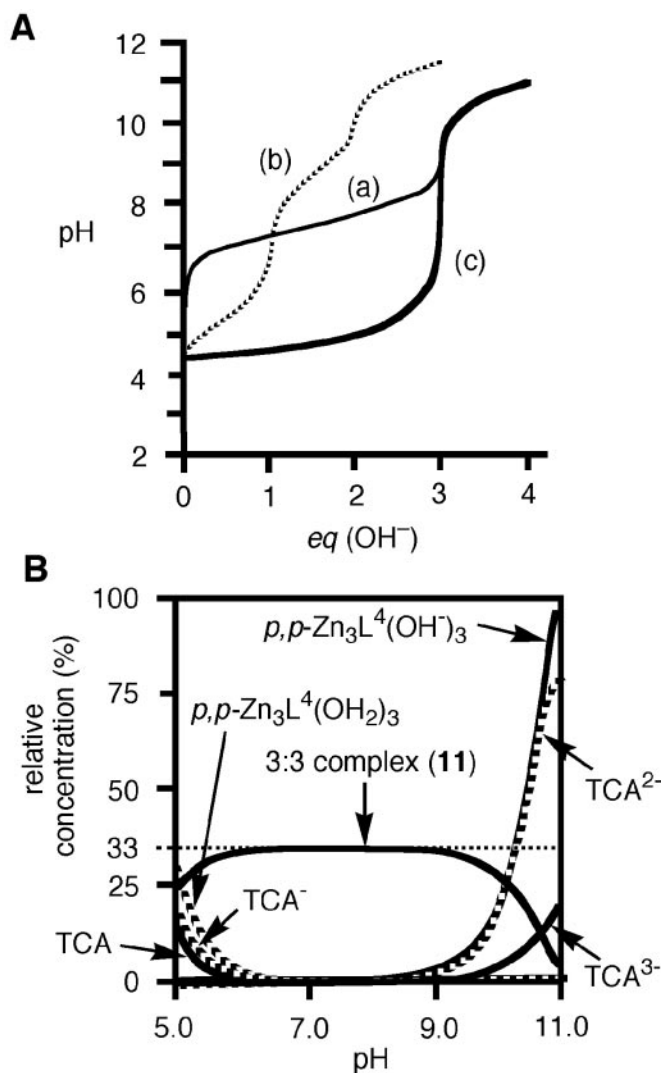 A
12
10
8
6
4
2
pH
(b)
(a)
(c)
0 1 2 3 4
eq (OH⁻)
B
100
75
50
33
25
0
relative
concentration (%)
p,p-Zn₃L⁴(OH⁻)₃
p,p-Zn₃L⁴(OH₂)₃
3:3 complex (11)
TCA²⁻
TCA⁻
TCA
TCA³⁻
5.0 7.0 9.0 11.0
pH